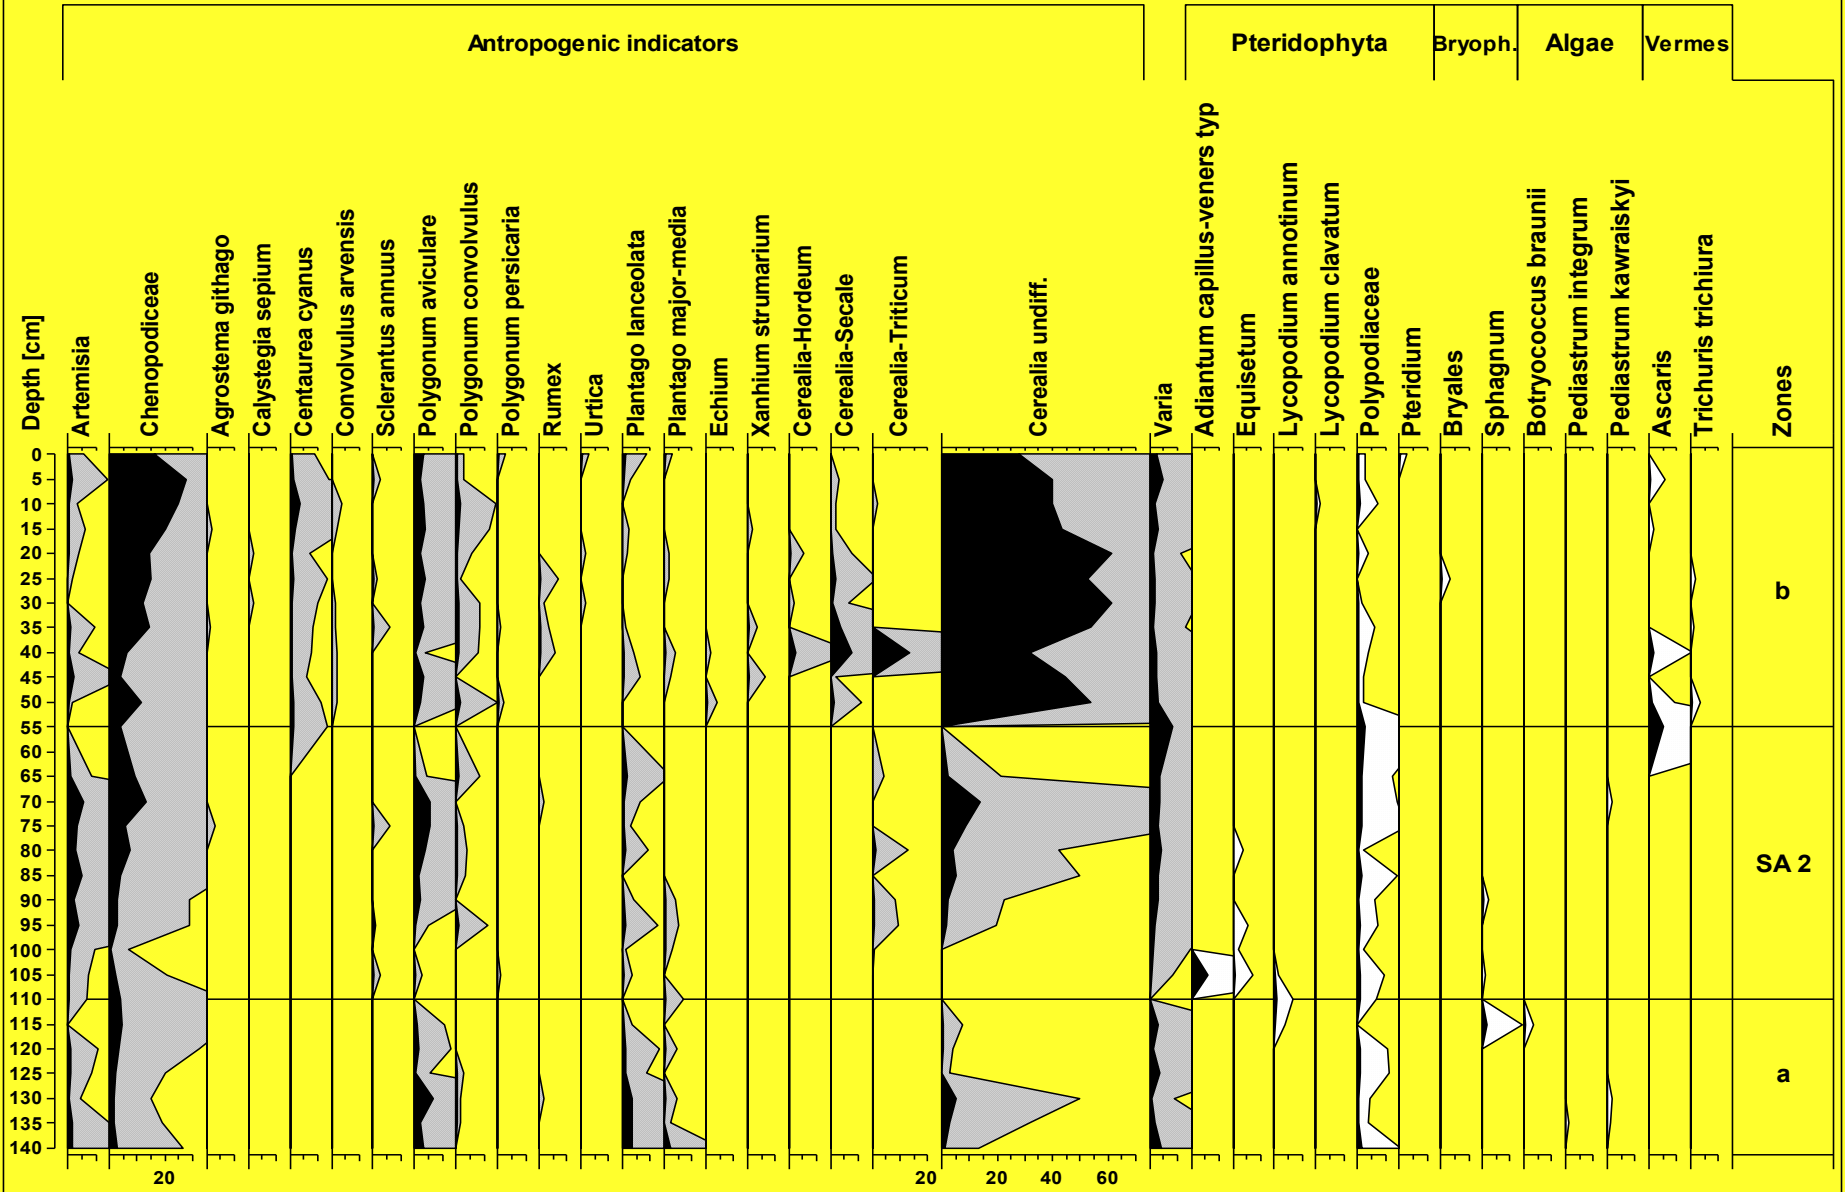 Antropogenic indicators
Pteridophyta
Bryoph.
Algae
Vermes
Depth [cm]
Artemisia
Chenopodiceae
Agrostema githago
Calystegia sepium
Centaurea cyanus
Convolvulus arvensis
Sclerantus annuus
Polygonum aviculare
Polygonum convolvulus
Polygonum persicaria
Rumex
Urtica
Plantago lanceolata
Plantago major-media
Echium
Xanhium strumarium
Cerealia-Hordeum
Cerealia-Secale
Cerealia-Triticum
Cerealia undiff.
Varia
Adiantum capillus-veners typ
Equisetum
Lycopodium annotinum
Lycopodium clavatum
Polypodiaceae
Pteridium
Bryales
Sphagnum
Botryococcus braunii
Pediastrum integrum
Pediastrum kawraiskyi
Ascaris
Trichuris trichiura
Zones
0
5
10
15
20
25
30
35
40
45
50
55
60
65
70
75
80
85
90
95
100
105
110
115
120
125
130
135
140
b
SA 2
a
20
20
20
40
60